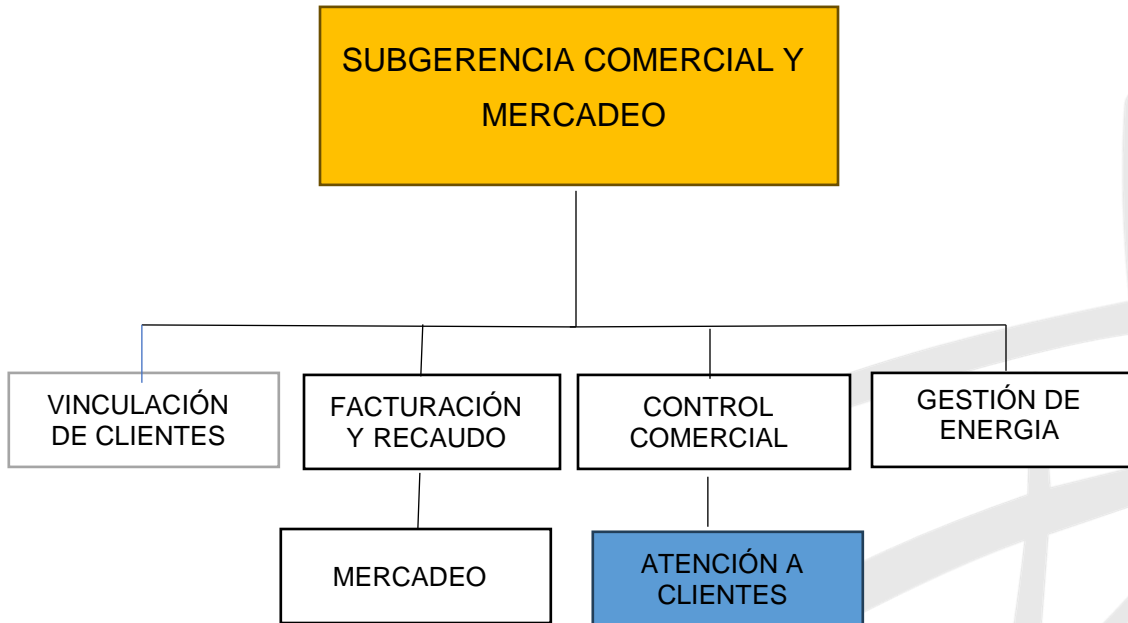 SUBGERENCIA COMERCIAL Y
MERCADEO
VINCULACIÓN
DE CLIENTES
FACTURACIÓN
Y RECAUDO
CONTROL
COMERCIAL
GESTIÓN DE
ENERGIA
MERCADEO
ATENCIÓN A
CLIENTES